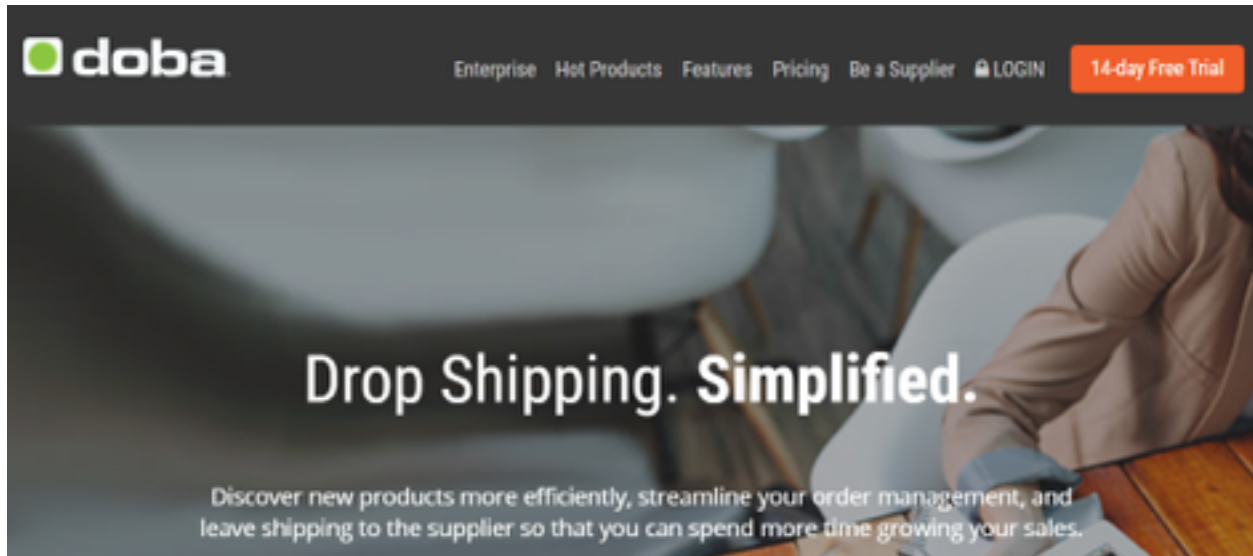 doba
Enterprise Hot Products Features Pricing Be a Supplier LOGIN 14-day Free Trial
Drop Shipping. Simplified.
Discover new products more efficiently, streamline your order management, and
leave shipping to the supplier so that you can spend more time growing your sales.